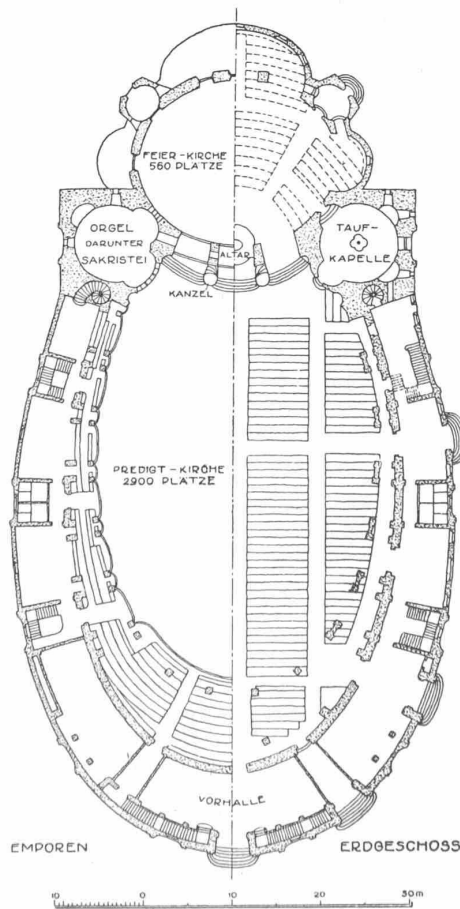 FEIER-KIRCHE
560 PLÄTZE
ORGEL
DARUNTER
SAKRISTEI
ALTAR
TAUF-
KAPELLE
KANZEL
PREDIGT-KIRCHE
2900 PLÄTZE
VORHALLE
EMPOREN
ERDGESCHOSS
10 0 10 20 30 m